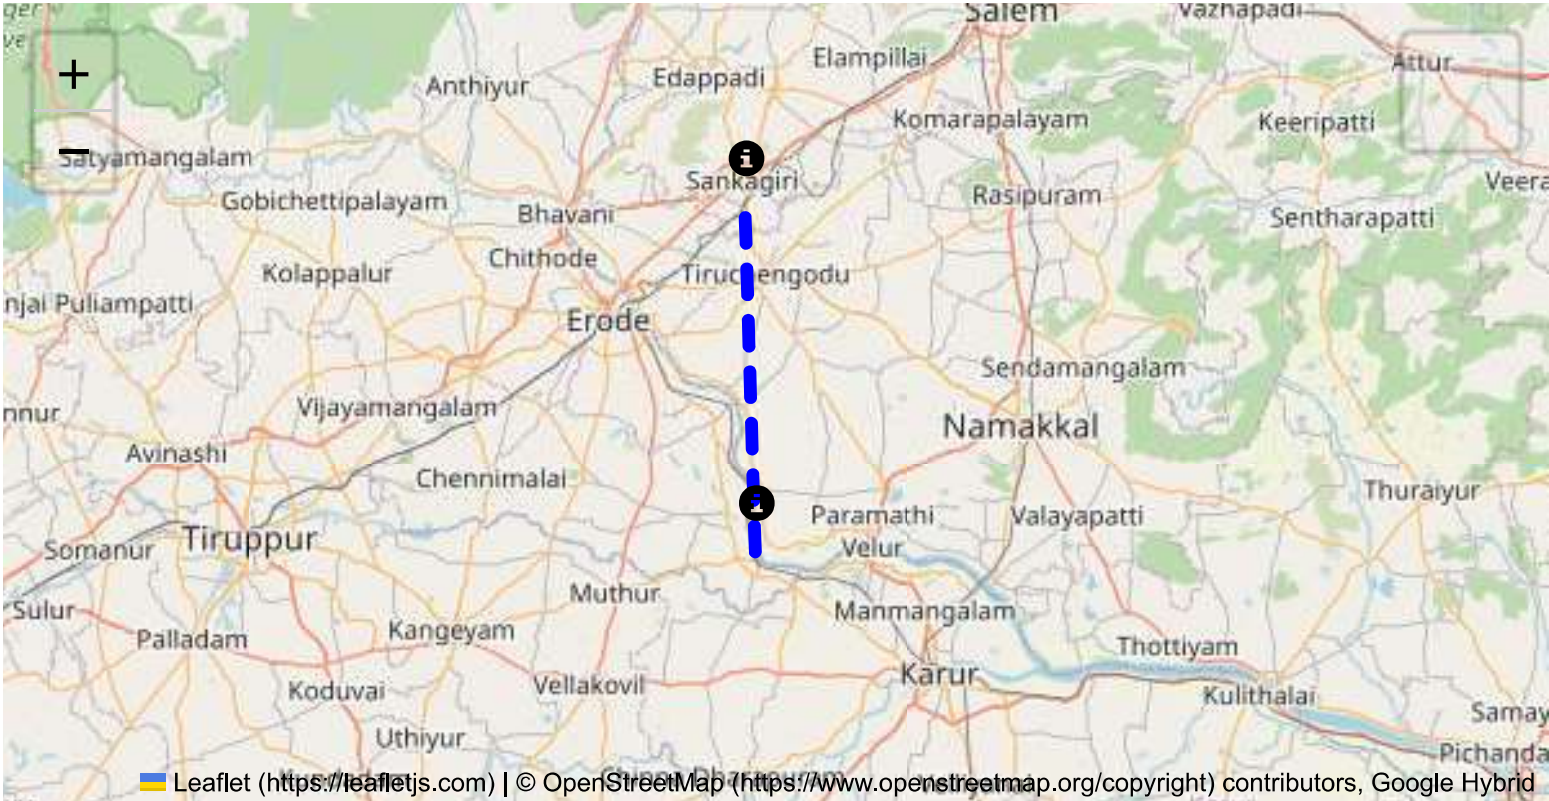 Salem
Vazhapadi
Elampillai
Attur
Edappadi
Anthiyur
Komarapalayam
Keeripatti
+
−
Satyamangalam
Sankagiri
Veera
Rasipuram
Gobichettipalayam
Bhavani
Sentharapatti
Chithode
Kolappalur
Tiruchengodu
njai Puliampatti
Erode
Sendamangalam
Vijayamangalam
nnur
Namakkal
Avinashi
Chennimalai
Thuraiyur
Paramathi
Velur
Valayapatti
Tiruppur
Somanur
Muthur
Sulur
Manmangalam
Kangeyam
Palladam
Thottiyam
Karur
Vellakovil
Koduvai
Kulithalai
Samay
Uthiyur
Pichanda
Leaflet (https://leafletjs.com) | © OpenStreetMap (https://www.openstreetmap.org/copyright) contributors, Google Hybrid